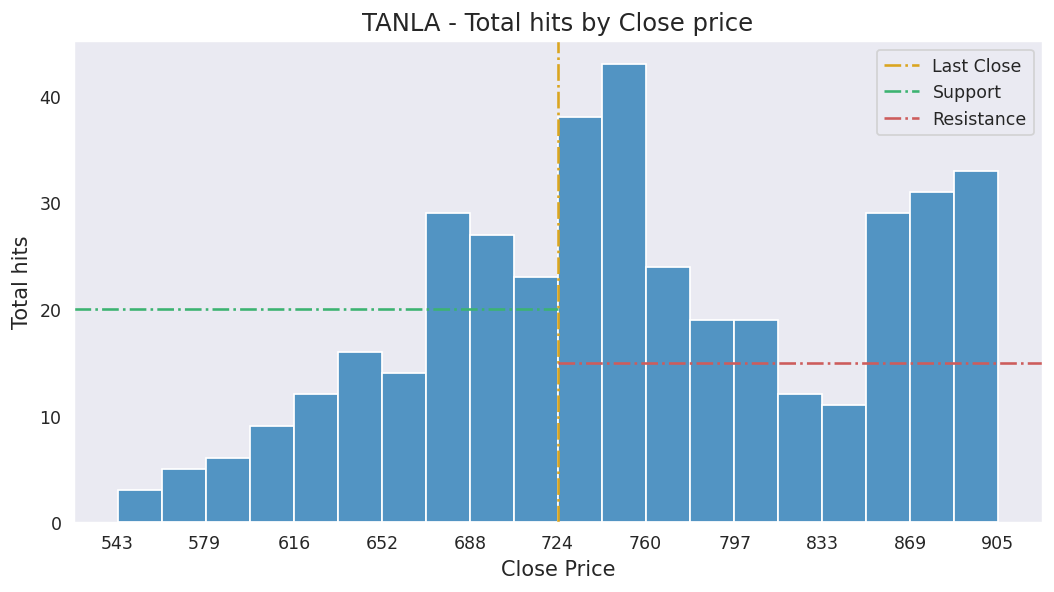 TANLA - Total hits by Close price
Last Close
Support
Resistance
Total hits
40
30
20
10
0
543 579 616 652 688 724 760 797 833 869 905
Close Price